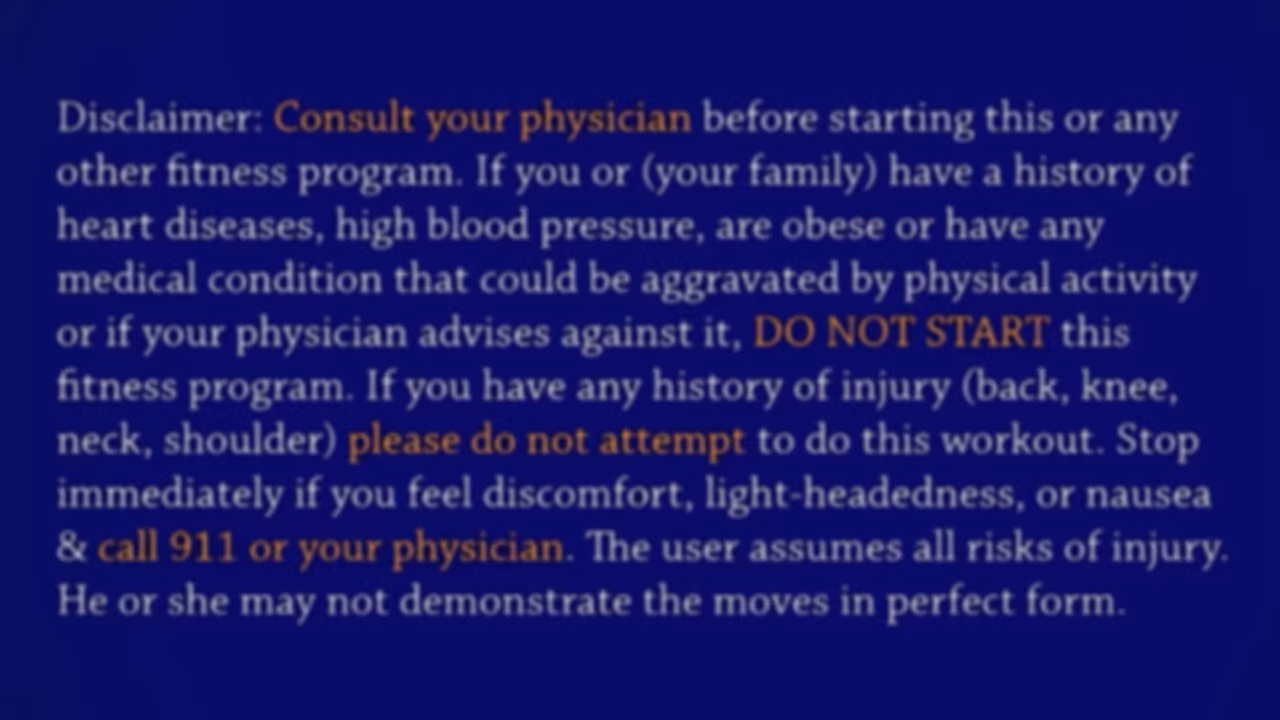 Disclaimer: Consult your physician before starting this or any
other fitness program. If you or (your family) have a history of
heart diseases, high blood pressure, are obese or have any
medical condition that could be aggravated by physical activity
or if your physician advises against it, DO NOT START this
fitness program. If you have any history of injury (back, knee,
neck, shoulder) please do not attempt to do this workout. Stop
immediately if you feel discomfort, light-headedness, or nausea
& call 911 or your physician. The user assumes all risks of injury.
He or she may not demonstrate the moves in perfect form.